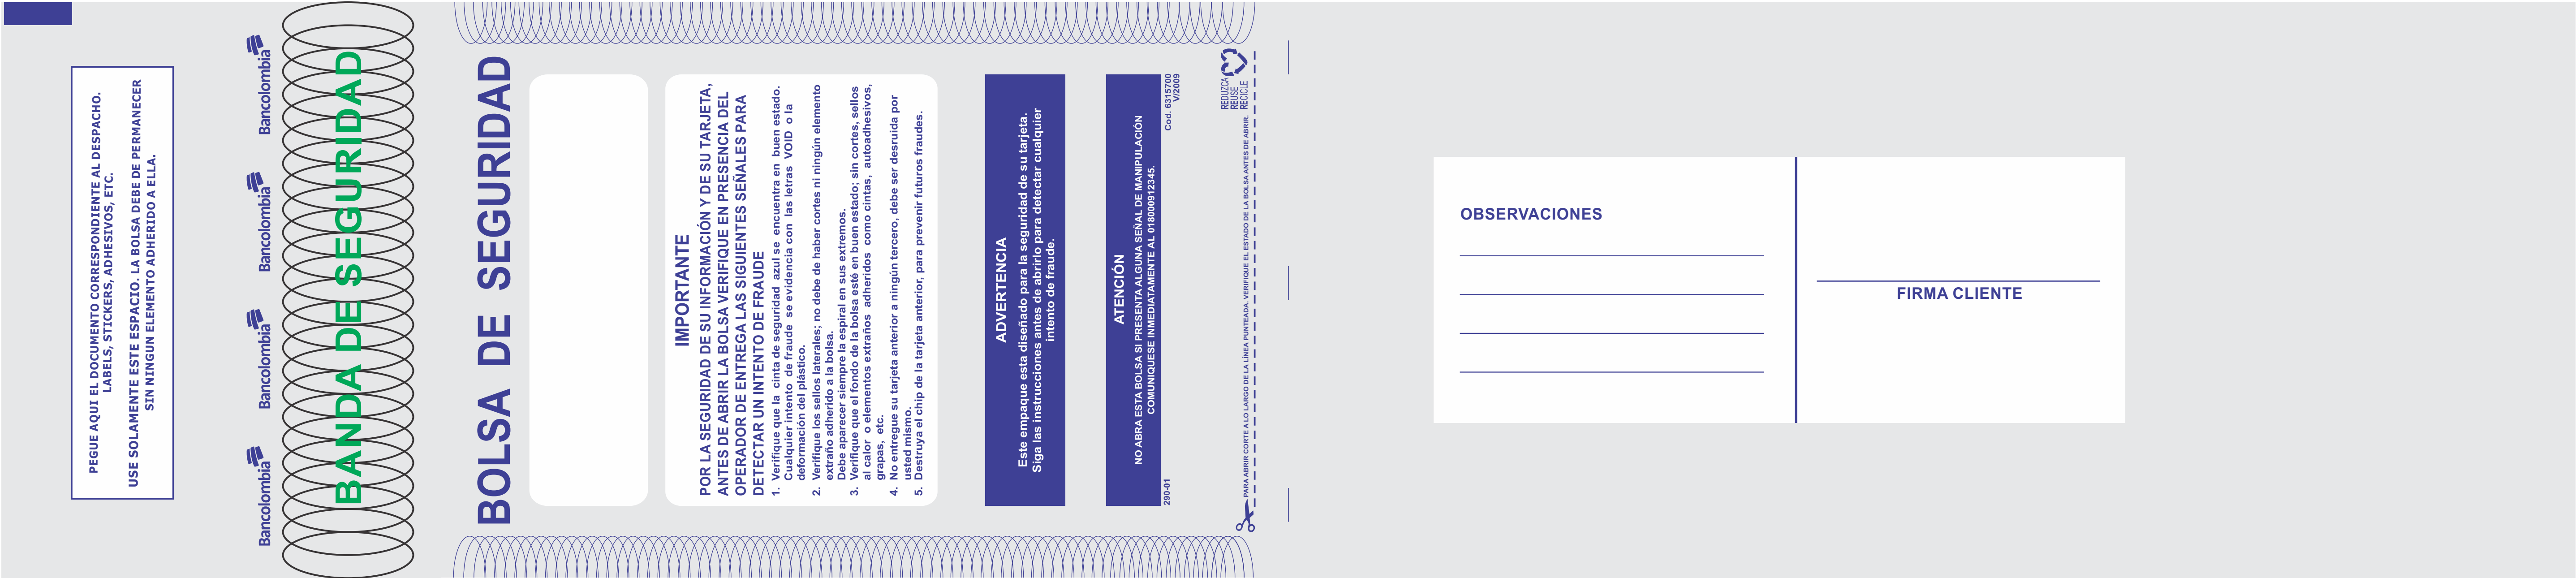 PEGUE AQUI EL DOCUMENTO CORRESPONDIENTE AL DESPACHO.
LABELS, STICKERS, ADHESIVOS, ETC.
USE SOLAMENTE ESTE ESPACIO. LA BOLSA DEBE DE PERMANECER
SIN NINGUN ELEMENTO ADHERIDO A ELLA.
Bancolombia
Bancolombia
Bancolombia
Bancolombia
BANDA DE SEGURIDAD
BOLSA DE SEGURIDAD
IMPORTANTE
POR LA SEGURIDAD DE SU INFORMACIÓN Y DE SU TARJETA,
ANTES DE ABRIR LA BOLSA VERIFIQUE EN PRESENCIA DEL
OPERADOR DE ENTREGA LAS SIGUIENTES SEÑALES PARA
DETECTAR UN INTENTO DE FRAUDE
1. Verifique que la cinta de seguridad azul se encuentra en buen estado.
Cualquier intento de fraude se evidencia con las letras VOID o la
deformación del plástico.
2. Verifique los sellos laterales; no debe de haber cortes ni ningún elemento
extraño adherido a la bolsa.
Debe aparecer siempre la espiral en sus extremos.
3. Verifique que el fondo de la bolsa esté en buen estado; sin cortes, sellos
al calor o elementos extraños adheridos como cintas, autoadhesivos,
grapas, etc.
4. No entregue su tarjeta anterior a ningún tercero, debe ser desruida por
usted mismo.
5. Destruya el chip de la tarjeta anterior, para prevenir futuros fraudes.
ADVERTENCIA
Este empaque esta diseñado para la seguridad de su tarjeta.
Siga las instrucciones antes de abrirlo para detectar cualquier
intento de fraude.
ATENCIÓN
NO ABRA ESTA BOLSA SI PRESENTA ALGUNA SEÑAL DE MANIPULACIÓN
COMUNIQUESE INMEDIATAMENTE AL 018000912345.
290-01
Cod. 6315700
V/2009
REDUZCA
REUSE
RECICLE
PARA ABRIR CORTE A LO LARGO DE LA LÍNEA PUNTEADA. VERIFIQUE EL ESTADO DE LA BOLSA ANTES DE ABRIR.
OBSERVACIONES
FIRMA CLIENTE